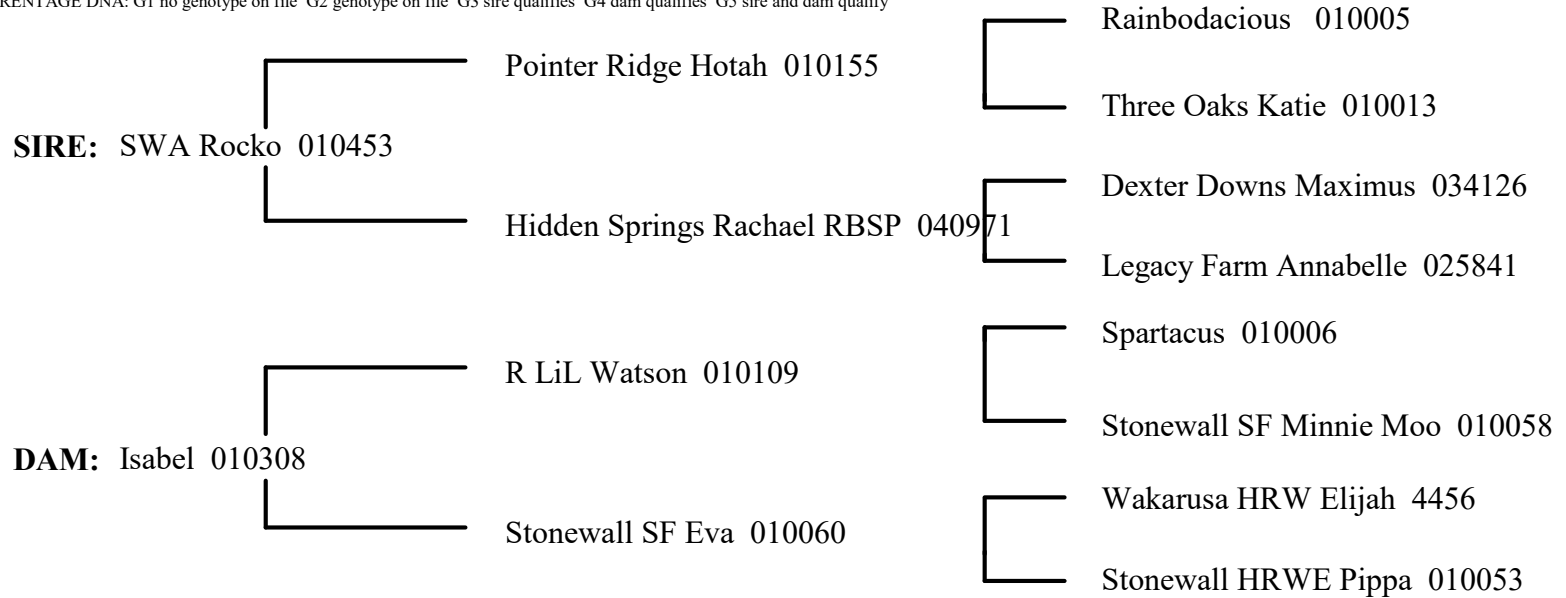 RENTAGE DNA: G1 no genotype on file G2 genotype on file G3 sire qualifies G4 dam qualifies G5 sire and dam qualify
Rainbodacious 010005
Pointer Ridge Hotah 010155
Three Oaks Katie 010013
SIRE: SWA Rocko 010453
Dexter Downs Maximus 034126
Hidden Springs Rachael RBSP 040971
Legacy Farm Annabelle 025841
Spartacus 010006
R LiL Watson 010109
Stonewall SF Minnie Moo 010058
DAM: Isabel 010308
Wakarusa HRW Elijah 4456
Stonewall SF Eva 010060
Stonewall HRWE Pippa 010053